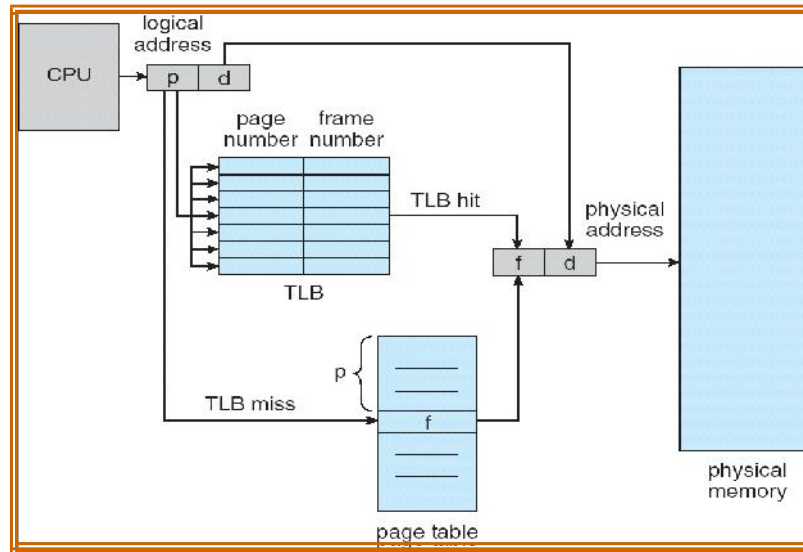 logical
address
CPU
p d
page frame
number number
TLB hit
physical
address
f d
TLB
p
TLB miss
f
physical
memory
page table